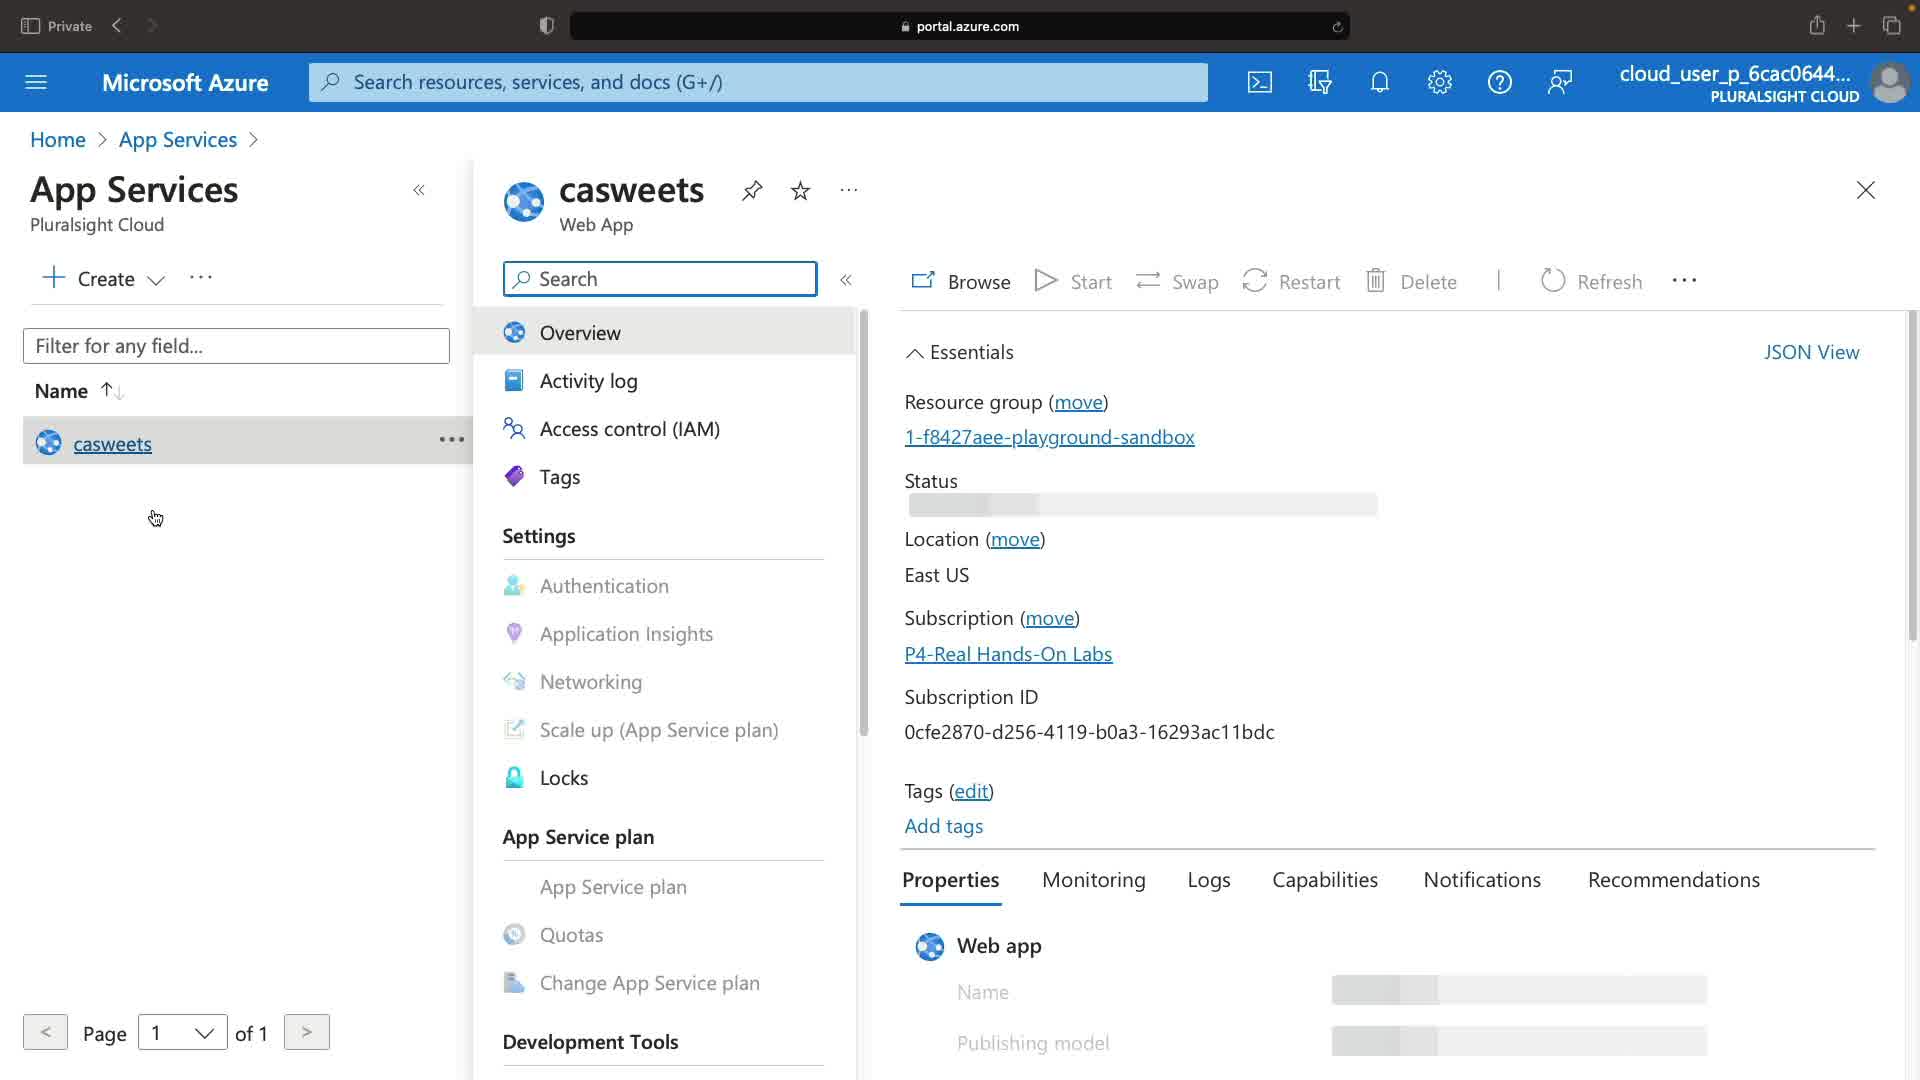 Private
portal.azure.com
Microsoft Azure
Search resources, services, and docs (G+/)
cloud_user_p_6cac0644...
PLURALSIGHT CLOUD
Home > App Services >
App Services
Pluralsight Cloud
Create
Filter for any field...
Name
casweets
Page 1 of 1
casweets
Web App
Search
Overview
Activity log
Access control (IAM)
Tags
Settings
Authentication
Application Insights
Networking
Scale up (App Service plan)
Locks
App Service plan
App Service plan
Quotas
Change App Service plan
Development Tools
Browse Start Swap Restart Delete | Refresh
Essentials
JSON View
Resource group (move)
1-f8427aee-playground-sandbox
Status
Location (move)
East US
Subscription (move)
P4-Real Hands-On Labs
Subscription ID
0cfe2870-d256-4119-b0a3-16293ac11bdc
Tags (edit)
Add tags
Properties Monitoring Logs Capabilities Notifications Recommendations
Web app
Name
Publishing model